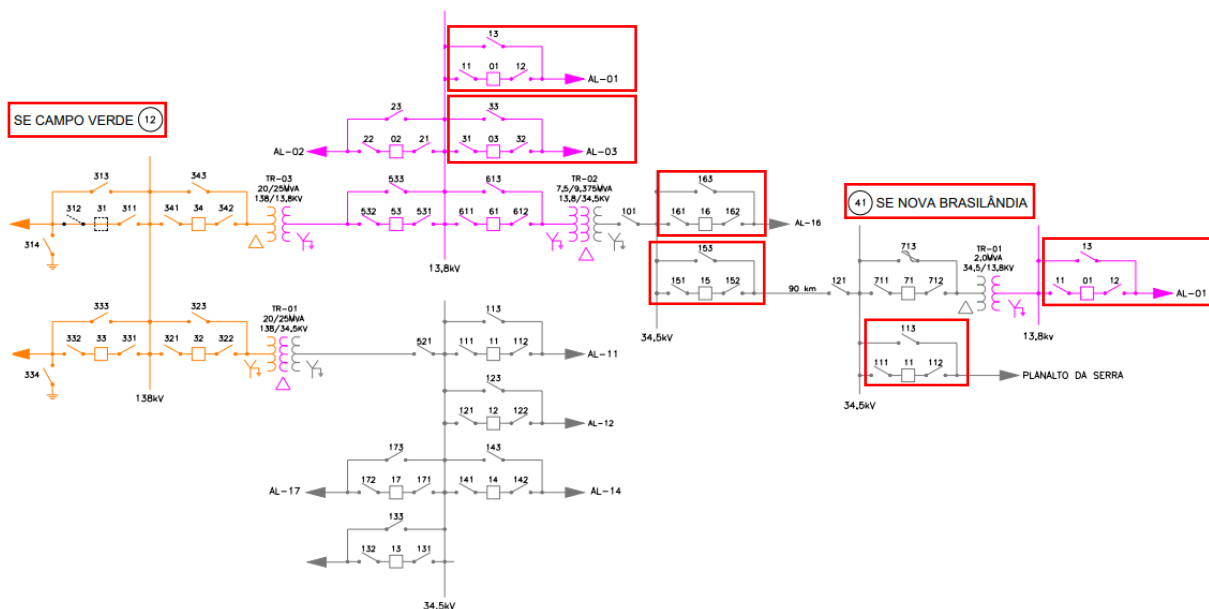 13
11 01 12
AL-01
SE CAMPO VERDE 12
23
33
22 02 21
31 03 32
AL-02
AL-03
313
343
TR-03
20/25MVA
138/13,8KV
533
613
TR-02
7,5/9,375MVA
13,8/34,5KV
163
41 SE NOVA BRASILÂNDIA
312 31 311
341 34 342
532 53 531
611 61 612
101
161 16 162
AL-16
314
153
713
TR-01
2,0MVA
34,5/13,8KV
13
13,8kV
151 15 152
90 km
121
711 71 712
11 01 12
AL-01
333
323
TR-01
20/25MVA
138/34,5KV
113
34,5kV
113
13,8kV
332 33 331
321 32 322
521
111 11 112
AL-11
111 11 112
PLANALTO DA SERRA
334
138kV
123
34,5kV
121 12 122
AL-12
173
143
AL-17
172 17 171
141 14 142
AL-14
133
132 13 131
34,5kV